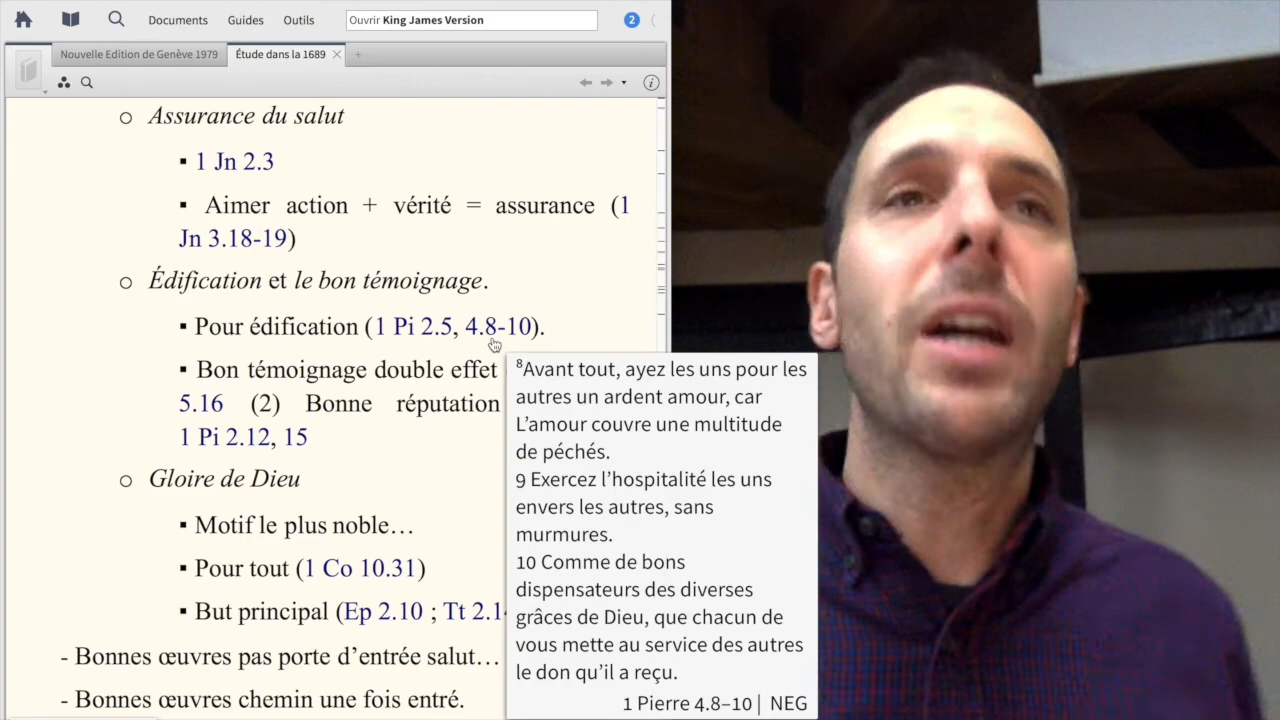 Documents Guides Outils Ouvrir King James Version 2
Nouvelle Edition de Genève 1979 Étude dans la 1689
○ Assurance du salut
▪ 1 Jn 2.3
▪ Aimer action + vérité = assurance (1
Jn 3.18-19)
○ Édification et le bon témoignage.
▪ Pour édification (1 Pi 2.5, 4.8-10).
▪ Bon témoignage double effet
5.16 (2) Bonne réputation
1 Pi 2.12, 15
○ Gloire de Dieu
▪ Motif le plus noble…
▪ Pour tout (1 Co 10.31)
▪ But principal (Ep 2.10 ; Tt 2.1
- Bonnes œuvres pas porte d’entrée salut…
- Bonnes œuvres chemin une fois entré.
8Avant tout, ayez les uns pour les
autres un ardent amour, car
L’amour couvre une multitude
de péchés.
9 Exercez l’hospitalité les uns
envers les autres, sans
murmures.
10 Comme de bons
dispensateurs des diverses
grâces de Dieu, que chacun de
vous mette au service des autres
le don qu’il a reçu.
1 Pierre 4.8–10 | NEG